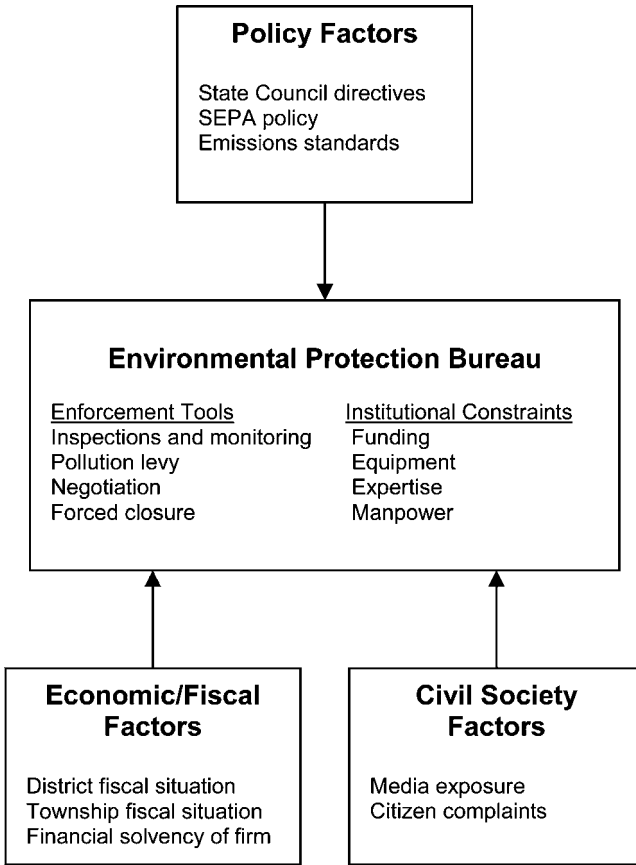 Policy Factors
State Council directives
SEPA policy
Emissions standards
Environmental Protection Bureau
Enforcement Tools
Inspections and monitoring
Pollution levy
Negotiation
Forced closure
Institutional Constraints
Funding
Equipment
Expertise
Manpower
Economic/Fiscal
Factors
District fiscal situation
Township fiscal situation
Financial solvency of firm
Civil Society
Factors
Media exposure
Citizen complaints